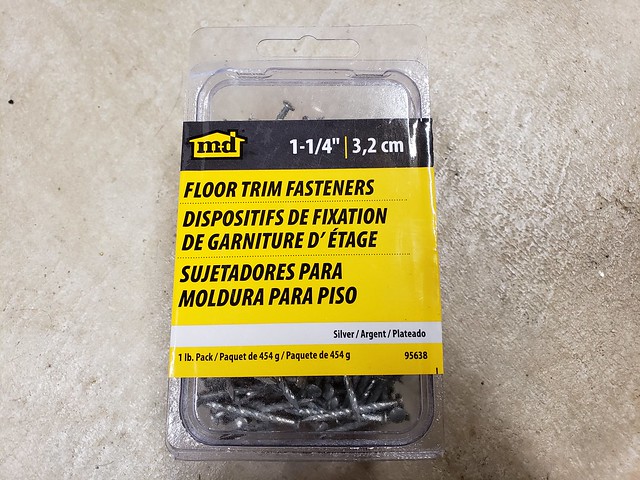 md
1-1/4" | 3,2 cm
FLOOR TRIM FASTENERS
DISPOSITIFS DE FIXATION
DE GARNITURE D' ÉTAGE
SUJETADORES PARA
MOLDURA PARA PISO
Silver / Argent / Plateado
1 lb. Pack / Paquet de 454 g / Paquete de 454 g 95638